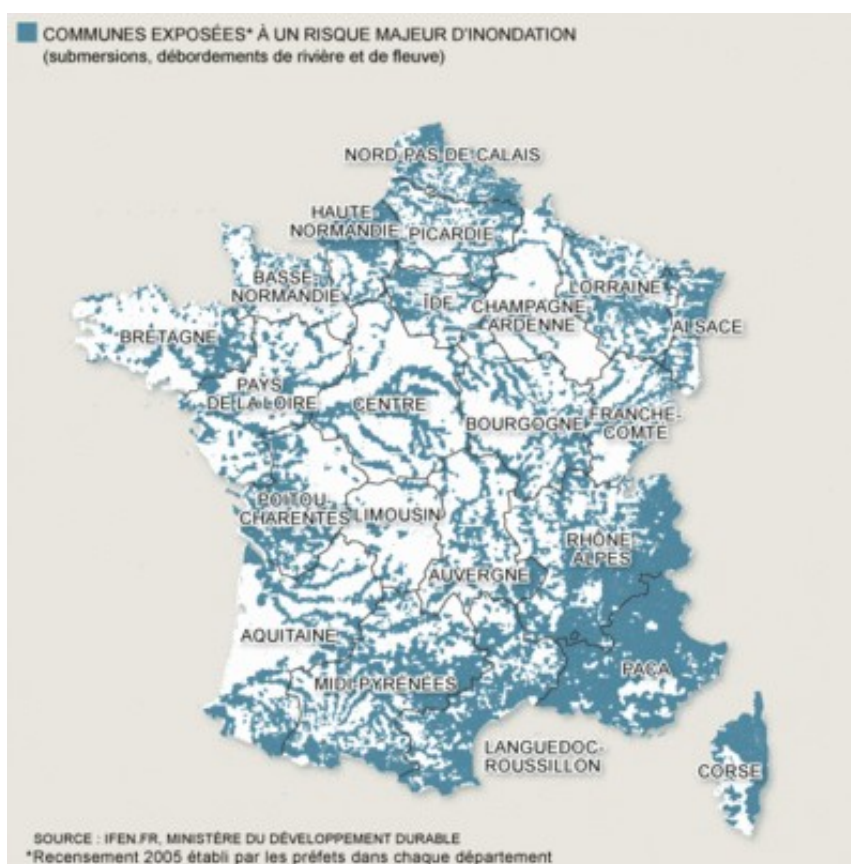 COMMUNES EXPOSÉES* À UN RISQUE MAJEUR D'INONDATION
(submersions, débordements de rivière et de fleuve)
NORD-PAS-DE-CALAIS
HAUTE-
NORMANDIE
PICARDIE
BASSE-
NORMANDIE
ÎDF
CHAMPAGNE
ARDENNE
LORRAINE
ALSACE
BRETAGNE
PAYS
DE LA LOIRE
CENTRE
BOURGOGNE
FRANCHE-
COMTÉ
POITOU
CHARENTES
LIMOUSIN
AUVERGNE
RHÔNE
ALPES
AQUITAINE
MIDI-PYRÉNÉES
PACA
LANGUEDOC-
ROUSSILLON
CORSE
SOURCE : IFEN.FR, MINISTÈRE DU DÉVELOPPEMENT DURABLE
*Recensement 2005 établi par les préfets dans chaque département